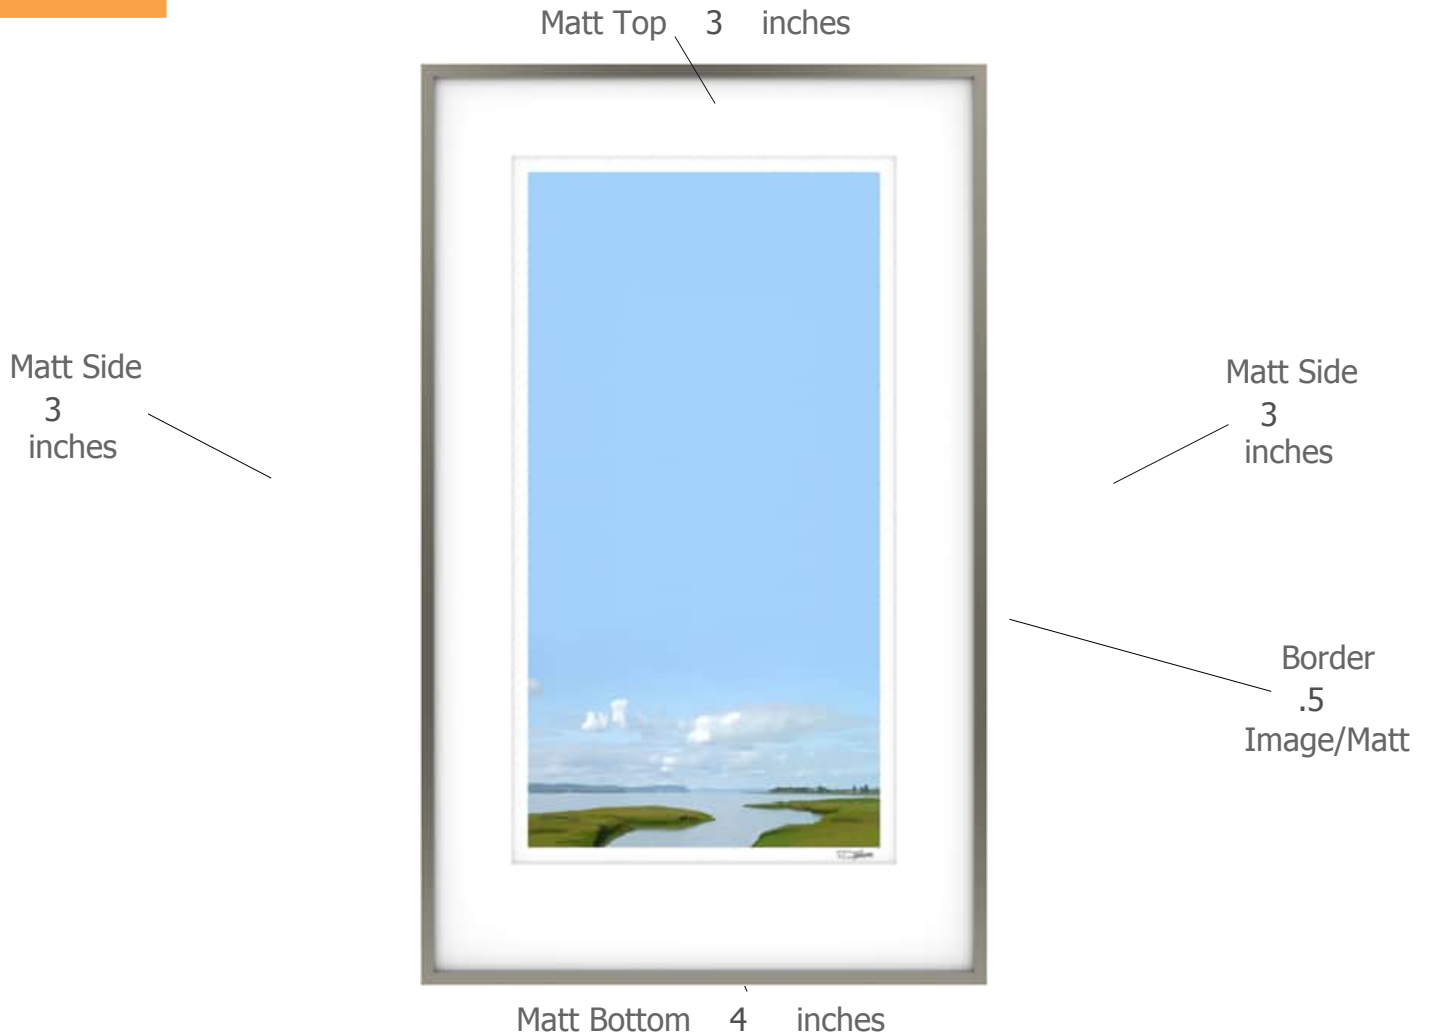 Matt Top 3 inches
Matt Side
3
inches
Matt Side
3
inches
Border
.5
Image/Matt
Matt Bottom 4 inches